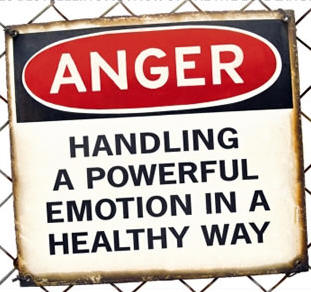 ANGER
HANDLING
A POWERFUL
EMOTION IN A
HEALTHY WAY